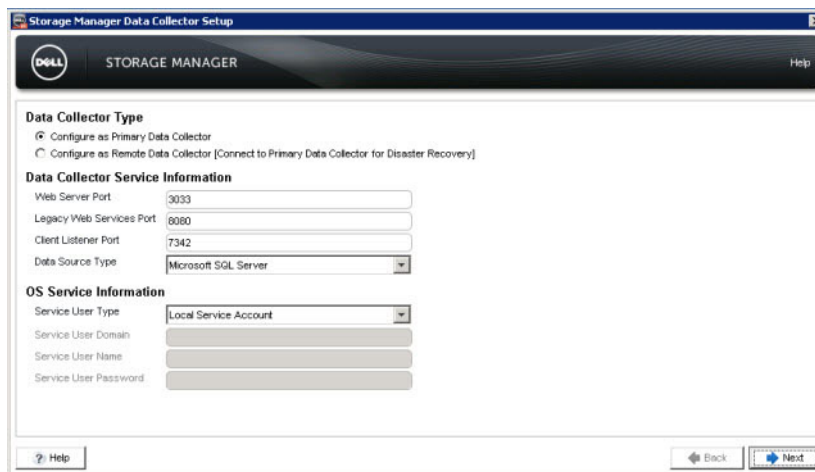 Storage Manager Data Collector Setup
DELL
STORAGE MANAGER
Help
Data Collector Type
Configure as Primary Data Collector
Configure as Remote Data Collector [Connect to Primary Data Collector for Disaster Recovery]
Data Collector Service Information
Web Server Port
3033
Legacy Web Services Port
8080
Client Listener Port
7342
Data Source Type
Microsoft SQL Server
OS Service Information
Service User Type
Local Service Account
Service User Domain
Service User Name
Service User Password
? Help
Back
Next